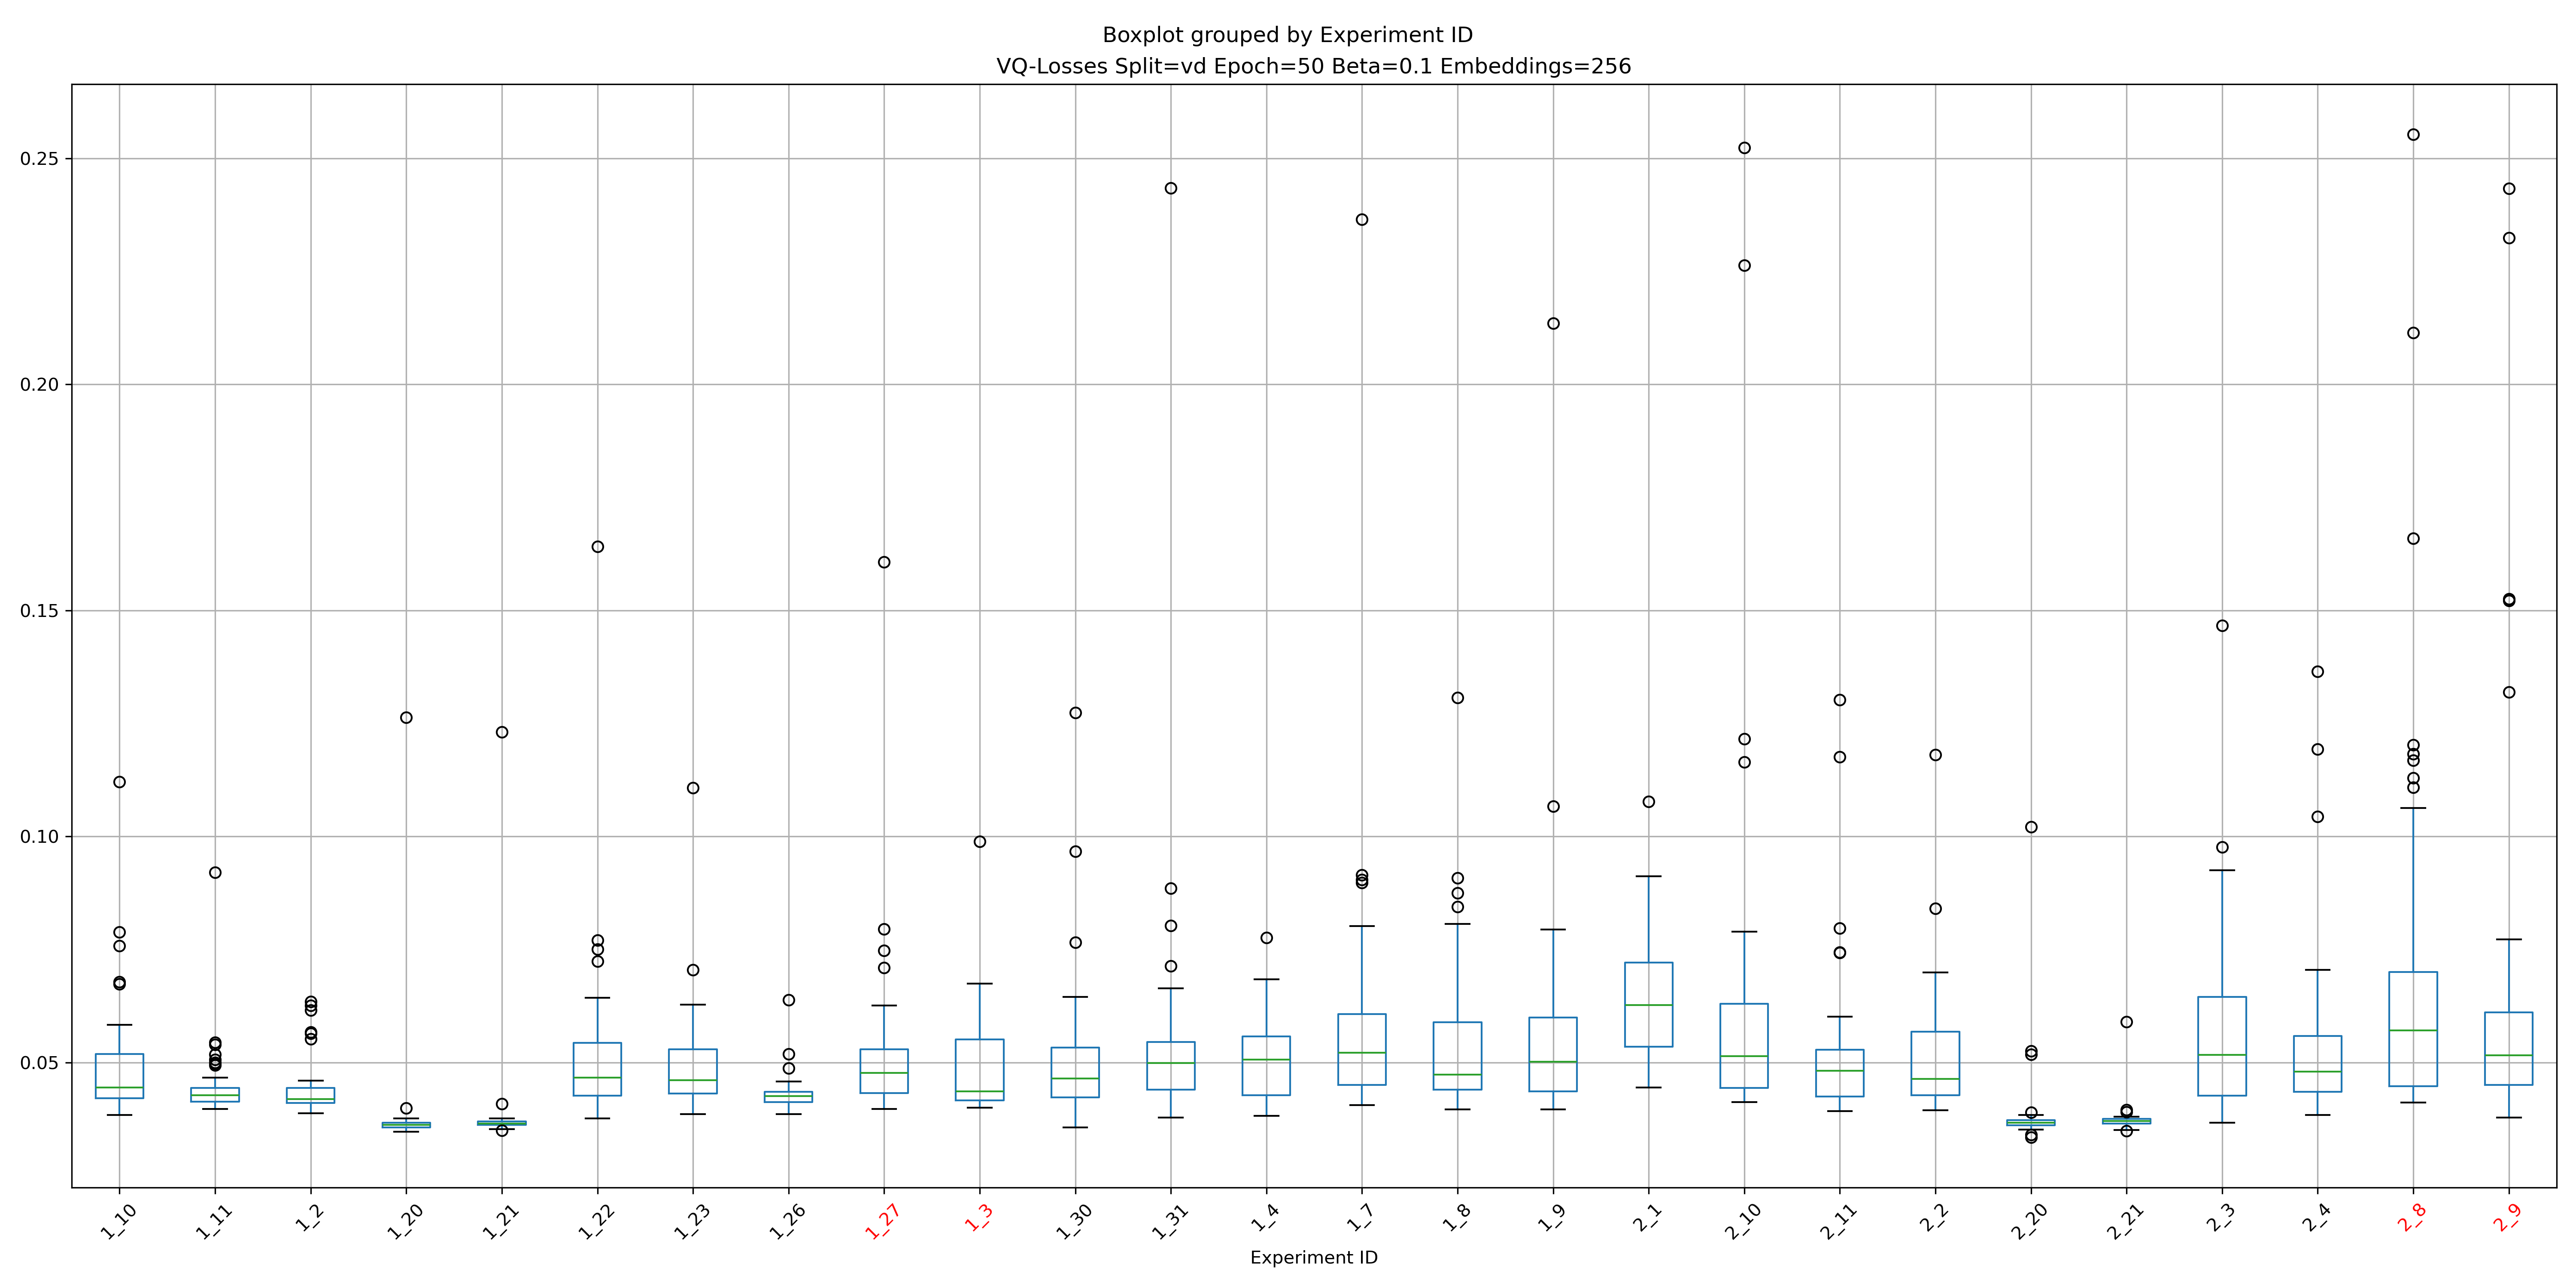 Boxplot grouped by Experiment ID
VQ-Losses Split=vd Epoch=50 Beta=0.1 Embeddings=256
0.25
0.20
0.15
0.10
0.05
1_10 1_11 1_2 1_20 1_21 1_22 1_23 1_26 1_27 1_3 1_30 1_31 1_4 1_7 1_8 1_9 2_1 2_10 2_11 2_2 2_20 2_21 2_3 2_4 2_8 2_9
Experiment ID